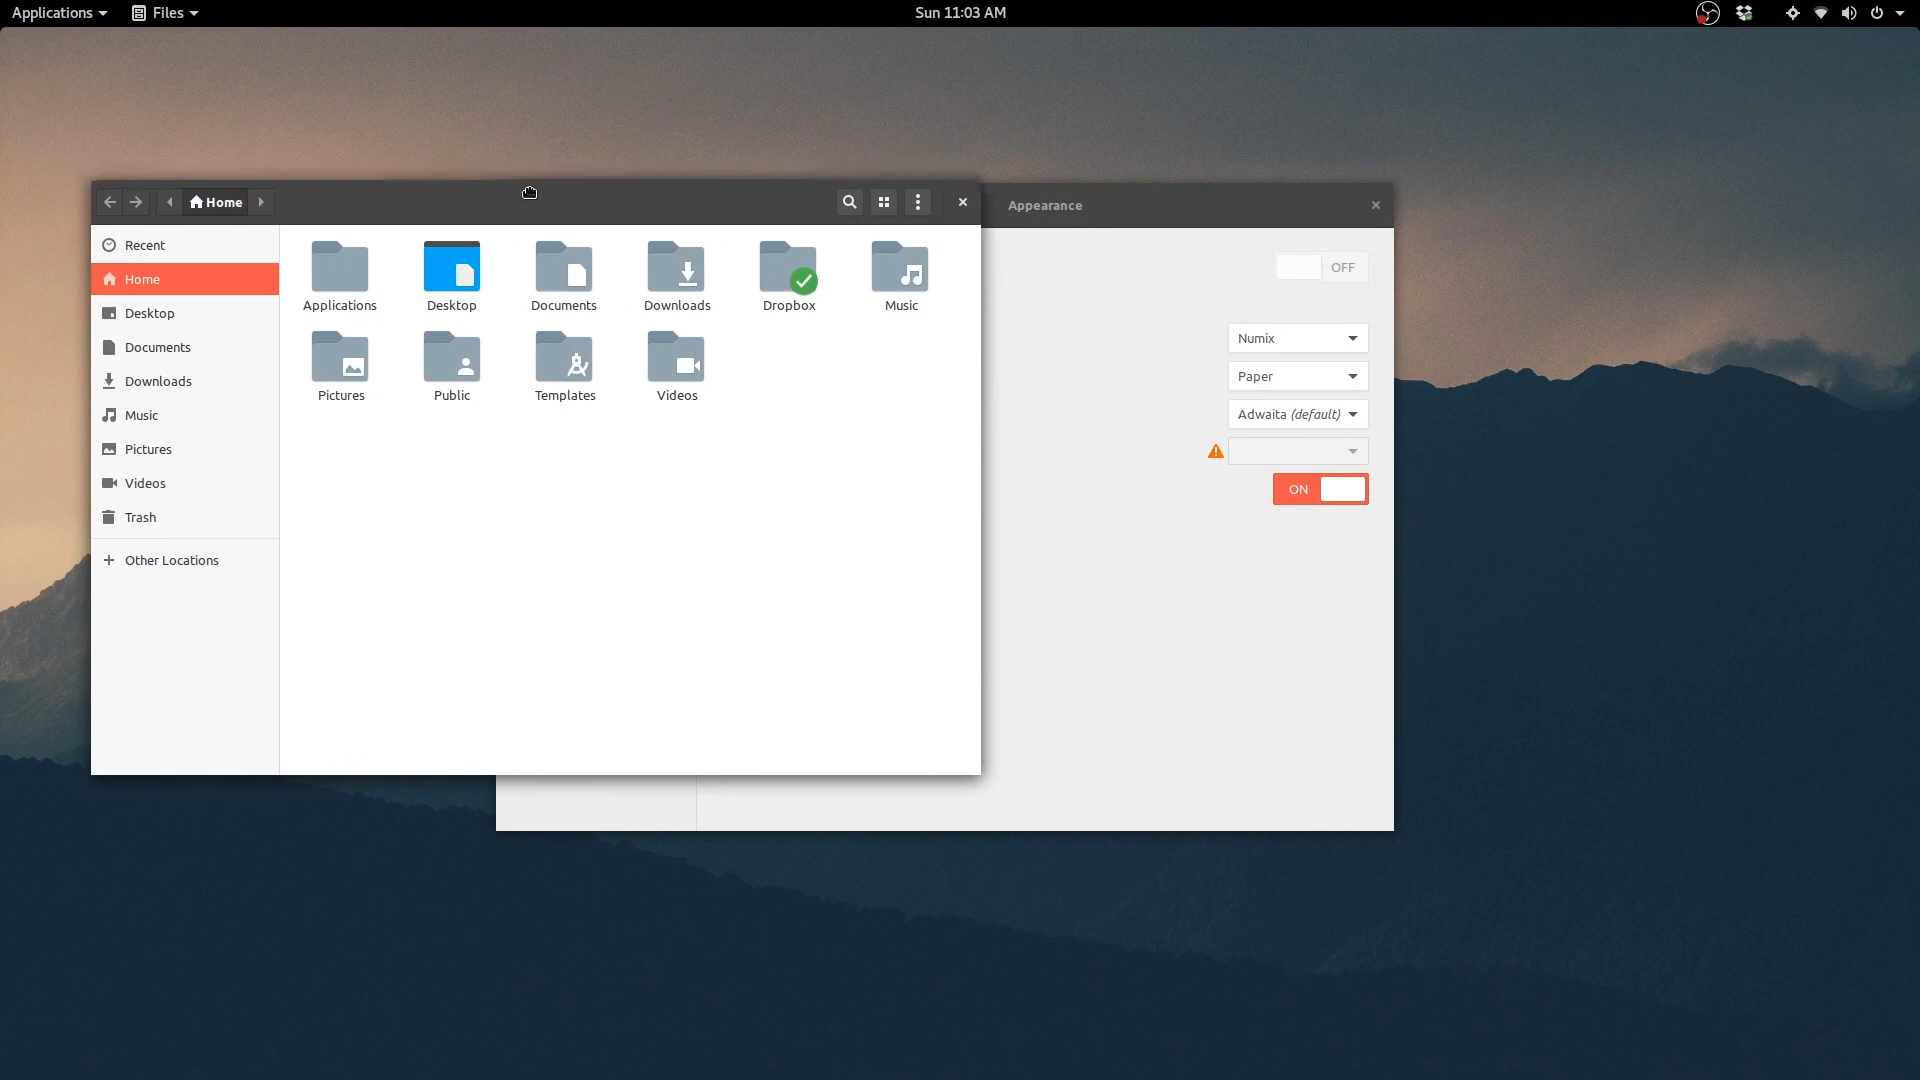 Applications Files Sun 11:03 AM
Home
Appearance
Recent
Home
Desktop
Documents
Downloads
Music
Pictures
Videos
Trash
Other Locations
Applications Desktop Documents Downloads Dropbox Music
Pictures Public Templates Videos
OFF
Numix
Paper
Adwaita (default)
ON